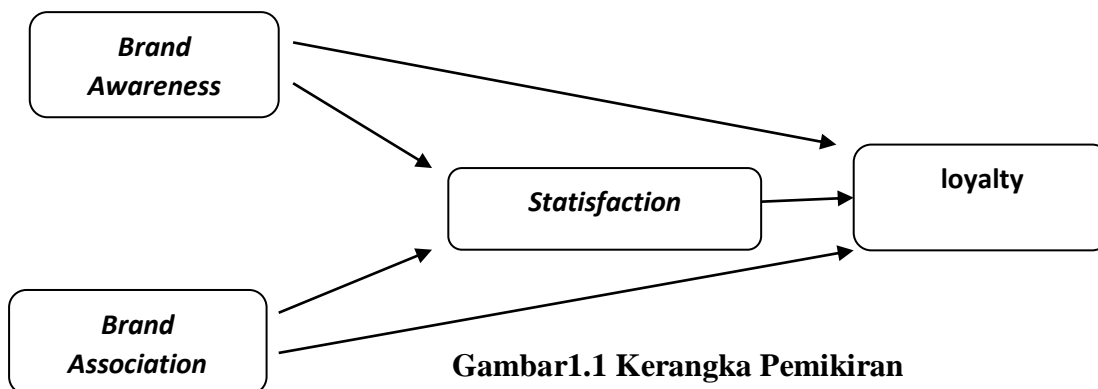 Brand
Awareness
Statisfaction
loyalty
Brand
Association
Gambar1.1 Kerangka Pemikiran